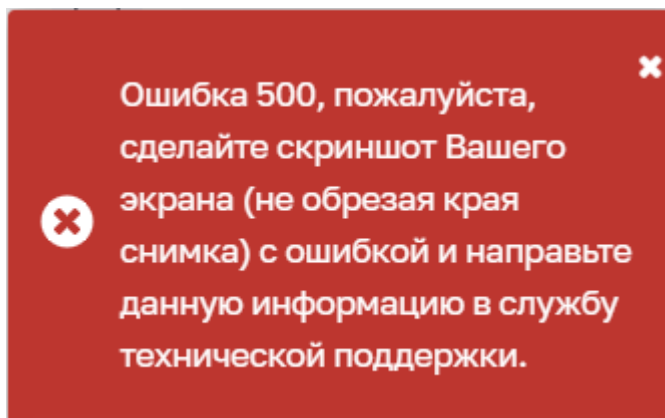 Ошибка 500, пожалуйста,
сделайте скриншот Вашего
экрана (не обрезая края
снимка) с ошибкой и направьте
данную информацию в службу
технической поддержки.